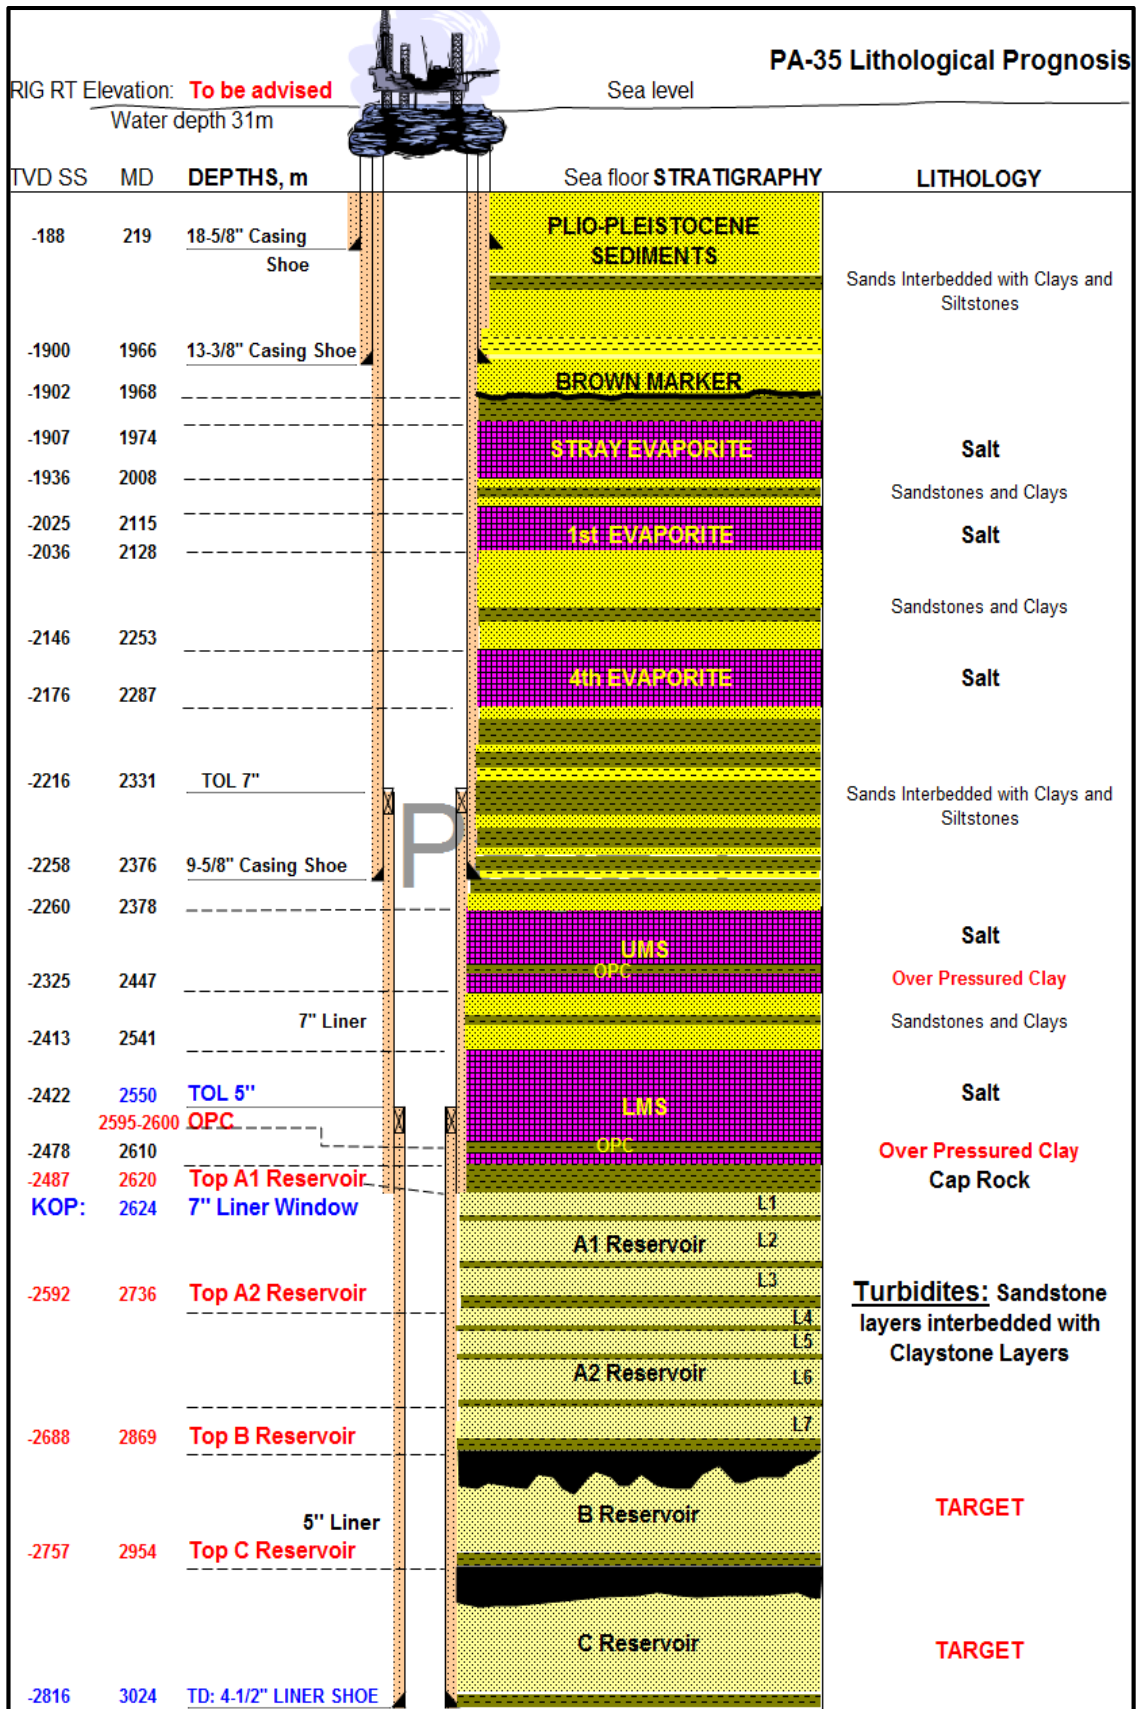 PA-35 Lithological Prognosis
RIG RT Elevation: To be advised
Sea level
Water depth 31m
TVD SS MD DEPTHS, m Sea floor STRATIGRAPHY LITHOLOGY
PLIO-PLEISTOCENE
SEDIMENTS
-188 219 18-5/8" Casing
Shoe
Sands Interbedded with Clays and
Siltstones
-1900 1966 13-3/8" Casing Shoe
BROWN MARKER
-1902 1968
-1907 1974
STRAY EVAPORITE Salt
-1936 2008
Sandstones and Clays
-2025 2115
1st EVAPORITE Salt
-2036 2128
Sandstones and Clays
-2146 2253
4th EVAPORITE Salt
-2176 2287
-2216 2331 TOL 7"
Sands Interbedded with Clays and
Siltstones
P
-2258 2376 9-5/8" Casing Shoe
-2260 2378
UMS Salt
OPC
-2325 2447 Over Pressured Clay
7" Liner Sandstones and Clays
-2413 2541
-2422 2550 TOL 5" Salt
LMS
2595-2600 OPC
OPC
-2478 2610 Over Pressured Clay
-2487 2620 Top A1 Reservoir Cap Rock
KOP: 2624 7" Liner Window L1
A1 Reservoir L2
L3
-2592 2736 Top A2 Reservoir Turbidites: Sandstone
L4
layers interbedded with
L5
Claystone Layers
A2 Reservoir L6
L7
-2688 2869 Top B Reservoir
B Reservoir TARGET
5" Liner
-2757 2954 Top C Reservoir
C Reservoir TARGET
-2816 3024 TD: 4-1/2" LINER SHOE